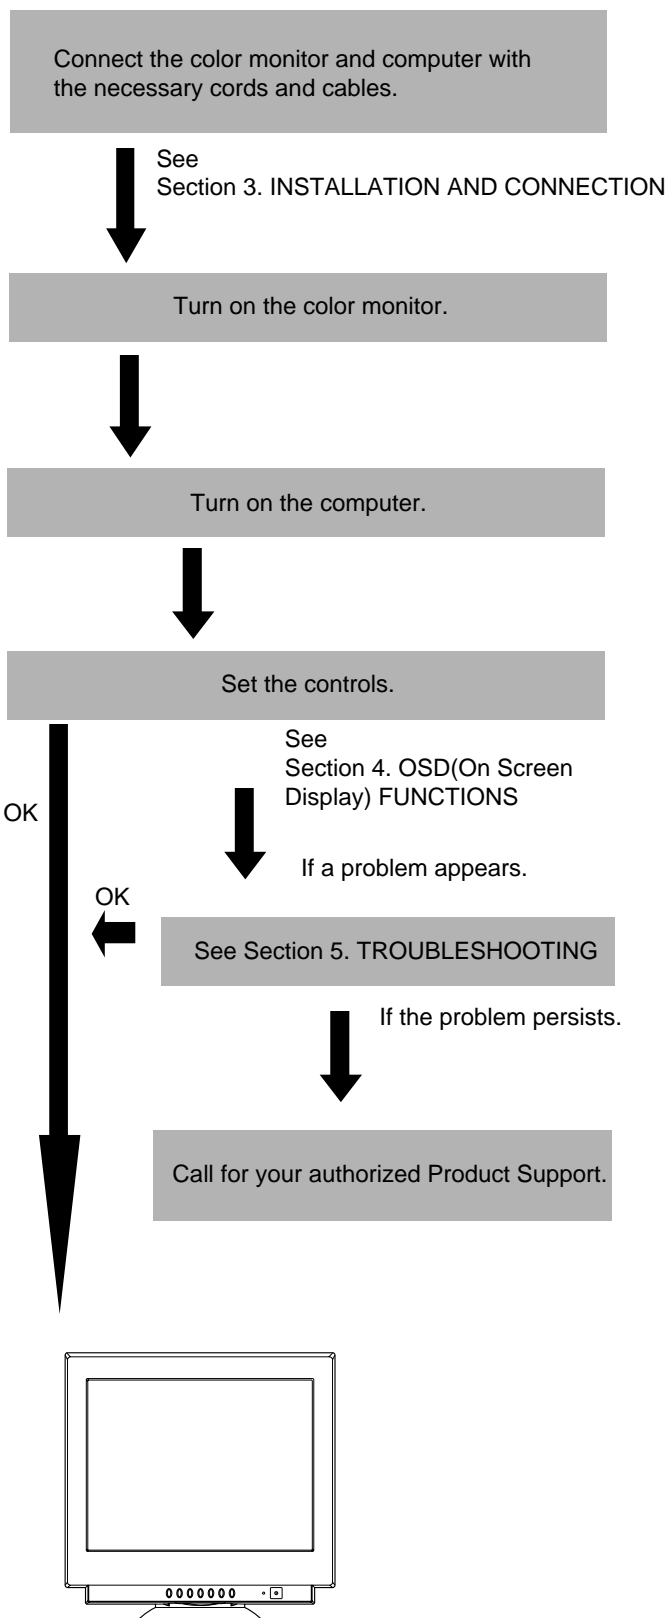 Connect the color monitor and computer with
the necessary cords and cables.
See
Section 3. INSTALLATION AND CONNECTION
Turn on the color monitor.
Turn on the computer.
Set the controls.
See
Section 4. OSD(On Screen
Display) FUNCTIONS
OK
If a problem appears.
OK
See Section 5. TROUBLESHOOTING
If the problem persists.
Call for your authorized Product Support.